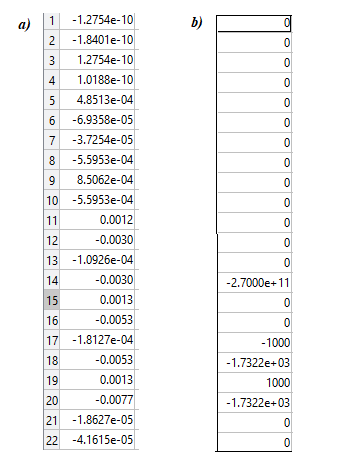 a) 1 -1.2754e-10 b) 0
2 -1.8401e-10 0
3 1.2754e-10 0
4 1.0188e-10 0
5 4.8513e-04 0
6 -6.9358e-05 0
7 -3.7254e-05 0
8 -5.5953e-04 0
9 8.5062e-04 0
10 -5.5953e-04 0
11 0.0012 0
12 -0.0030 0
13 -1.0926e-04 0
14 -0.0030 -2.7000e+11
15 0.0013 0
16 -0.0053 0
17 -1.8127e-04 -1000
18 -0.0053 -1.7322e+03
19 0.0013 1000
20 -0.0077 -1.7322e+03
21 -1.8627e-05 0
22 -4.1615e-05 0